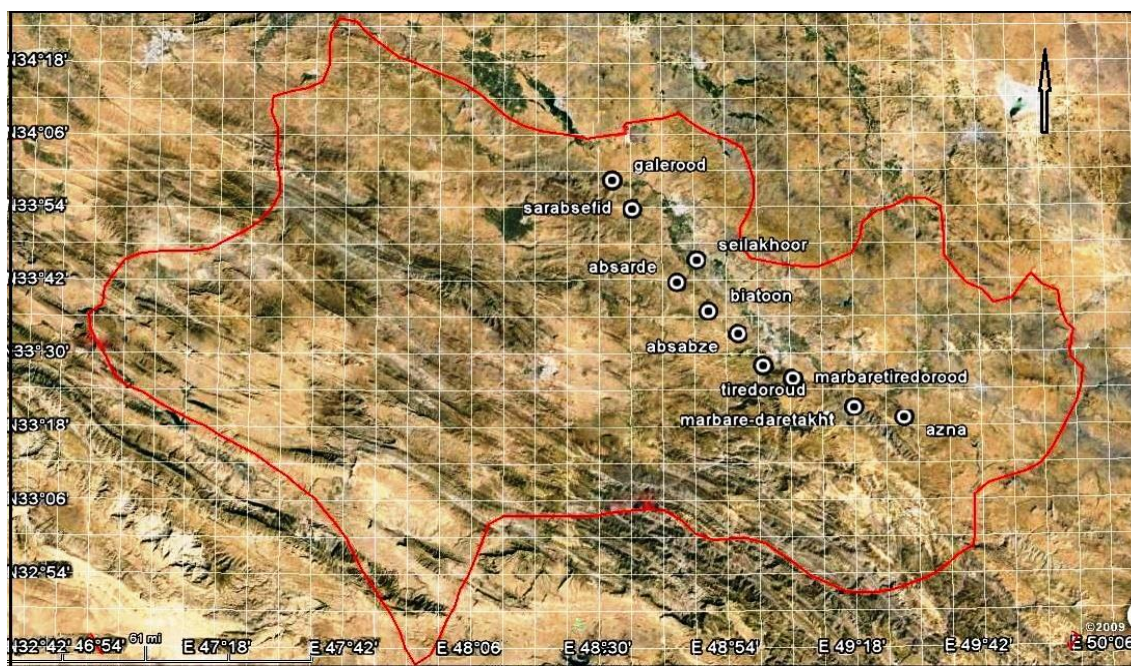 N34°18'
N34°06'
galerood
N33°54'
sarabsefid
seilakhoor
absarde
N33°42'
biatoon
absabze
N33°30'
tiredoroud
marbaretiredorood
marbare-daretakht
azna
N33°18'
N33°06'
N32°54'
N32°42'
46°54'
61 mi
E 47°18'
E 47°42'
E 48°06'
E 48°30'
E 48°54'
E 49°18'
E 49°42'
E 50°06'
©2009